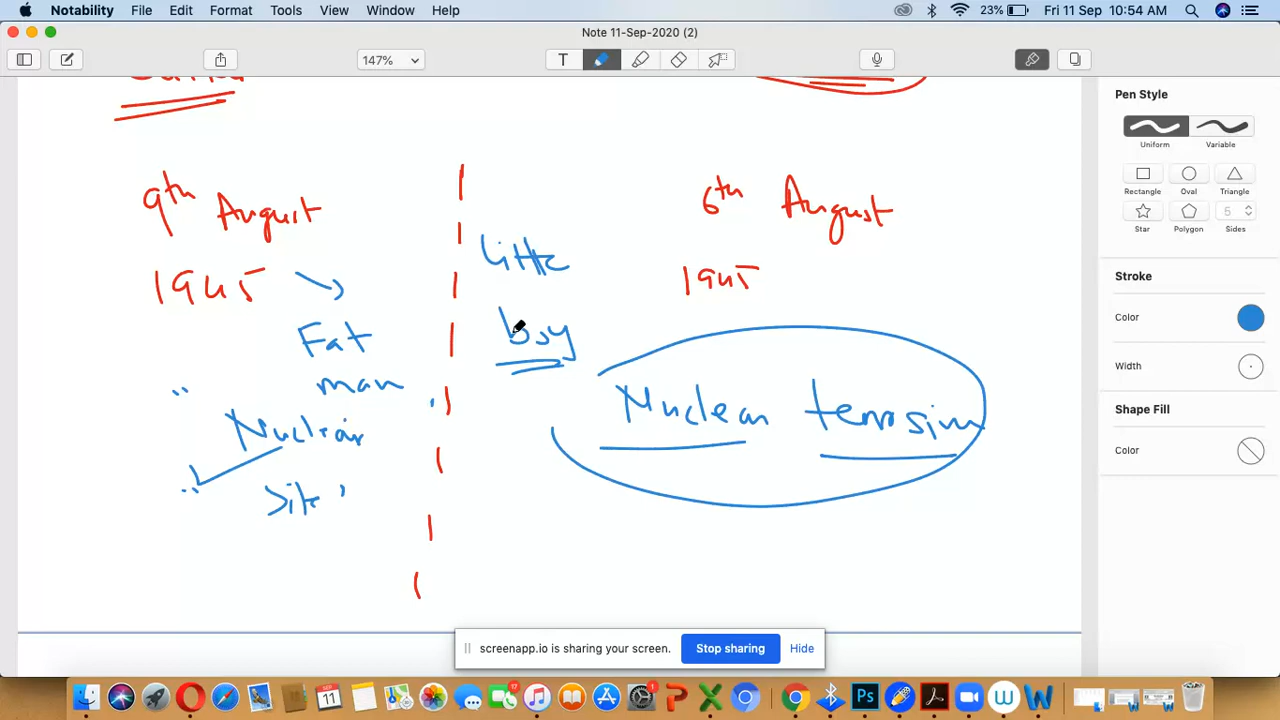 Notability File Edit Format Tools View Window Help 23% Fri 11 Sep 10:54 AM
Note 11-Sep-2020 (2)
147% T
Pen Style
Uniform Variable
Rectangle Oval Triangle
5
Star Polygon Sides
Stroke
Color
Width
Shape Fill
Color
9th August
1945
Fat
man
Nuclear
Site
Little
boy
6th August
1945
Nuclear terrosim
screenapp.io is sharing your screen. Stop sharing Hide